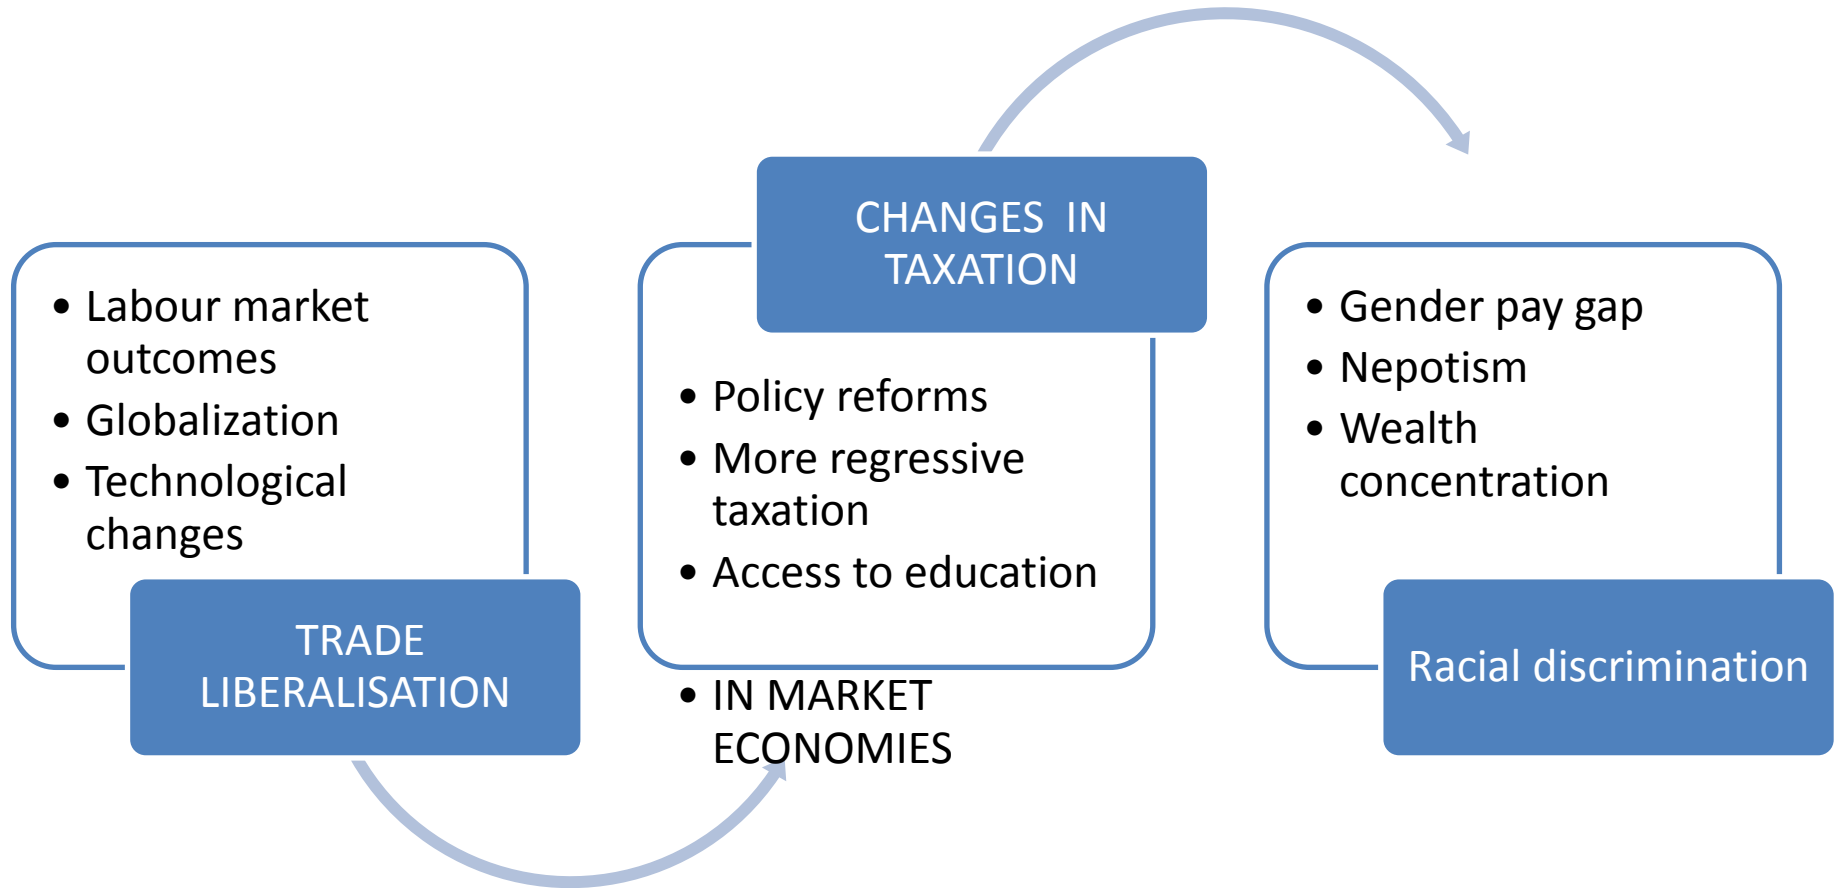 • Labour market
outcomes
• Globalization
• Technological
changes
TRADE
LIBERALISATION
CHANGES IN
TAXATION
• Policy reforms
• More regressive
taxation
• Access to education
• IN MARKET
ECONOMIES
• Gender pay gap
• Nepotism
• Wealth
concentration
Racial discrimination